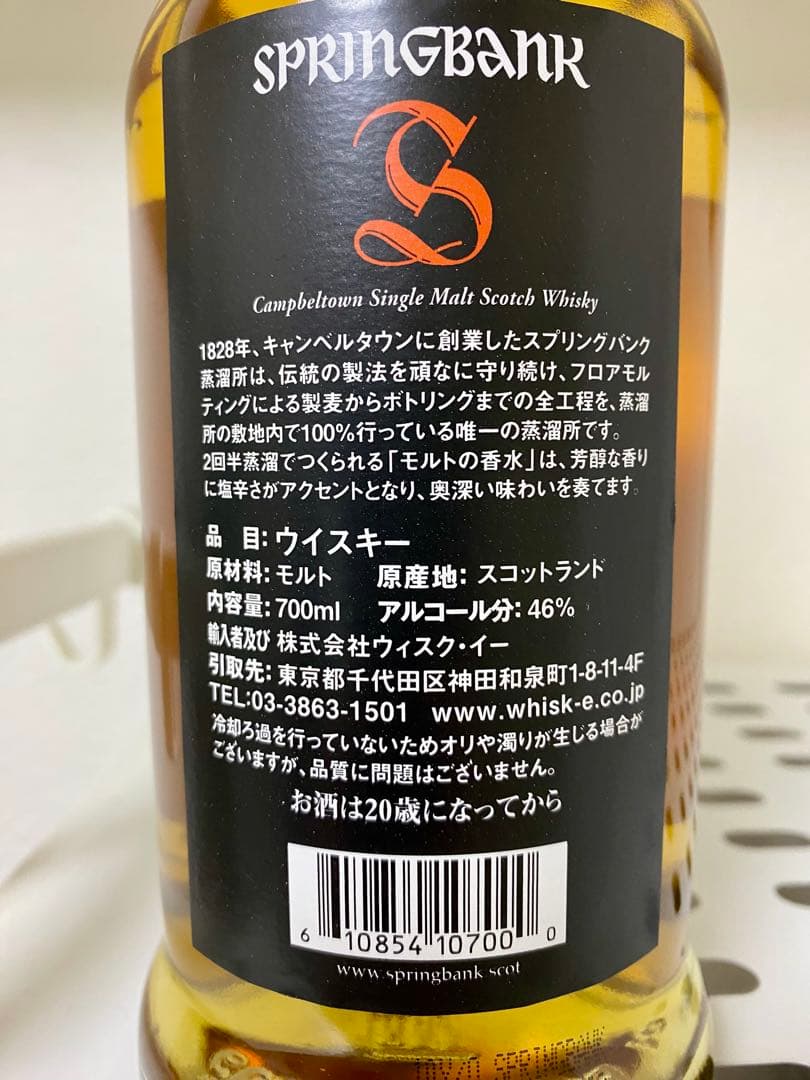 SPRINGBANK
S
Campbeltown Single Malt Scotch Whisky
1828年、キャンベルタウンに創業したスプリングバンク
蒸溜所は、伝統の製法を頑なに守り続け、フロアモル
ティングによる製麦からボトリングまでの全工程を、蒸溜
所の敷地内で100%行っている唯一の蒸溜所です。
2回半蒸溜でつくられる「モルトの香水」は、芳醇な香り
に塩辛さがアクセントとなり、奥深い味わいを奏でます。
品 目:ウイスキー
原材料:モルト 原産地:スコットランド
内容量:700ml アルコール分:46%
輸入者及び 株式会社ウィスク・イー
引取先:東京都千代田区神田和泉町1-8-11-4F
TEL:03-3863-1501 www.whisk-e.co.jp
冷却ろ過を行っていないためオリや濁りが生じる場合が
ございますが、品質に問題はございません。
お酒は20歳になってから
6 10854 10700 0
www.springbank.scot
SPRINGBANK